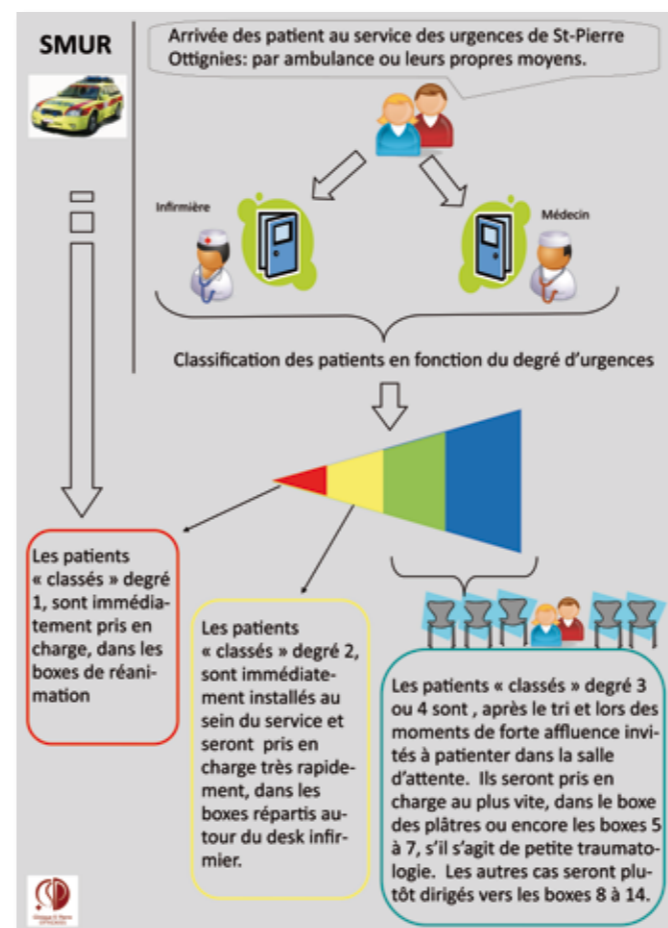 SMUR
Arrivée des patient au service des urgences de St-Pierre
Ottignies: par ambulance ou leurs propres moyens.
Infirmière
Médecin
Classification des patients en fonction du degré d’urgences
Les patients
« classés » degré
1, sont immédia-
tement pris en
charge, dans les
boxes de réani-
mation
Les patients
« classés » degré 2,
sont immédiate-
ment installés au
sein du service et
seront pris en
charge très rapide-
ment, dans les
boxes répartis au-
tour du desk infir-
mier.
Les patients « classés » degré 3
ou 4 sont , après le tri et lors des
moments de forte affluence invi-
tés à patienter dans la salle
d’attente. Ils seront pris en
charge au plus vite, dans le boxe
des plâtres ou encore les boxes 5
à 7, s’il s’agit de petite traumato-
logie. Les autres cas seront plu-
tôt dirigés vers les boxes 8 à 14.